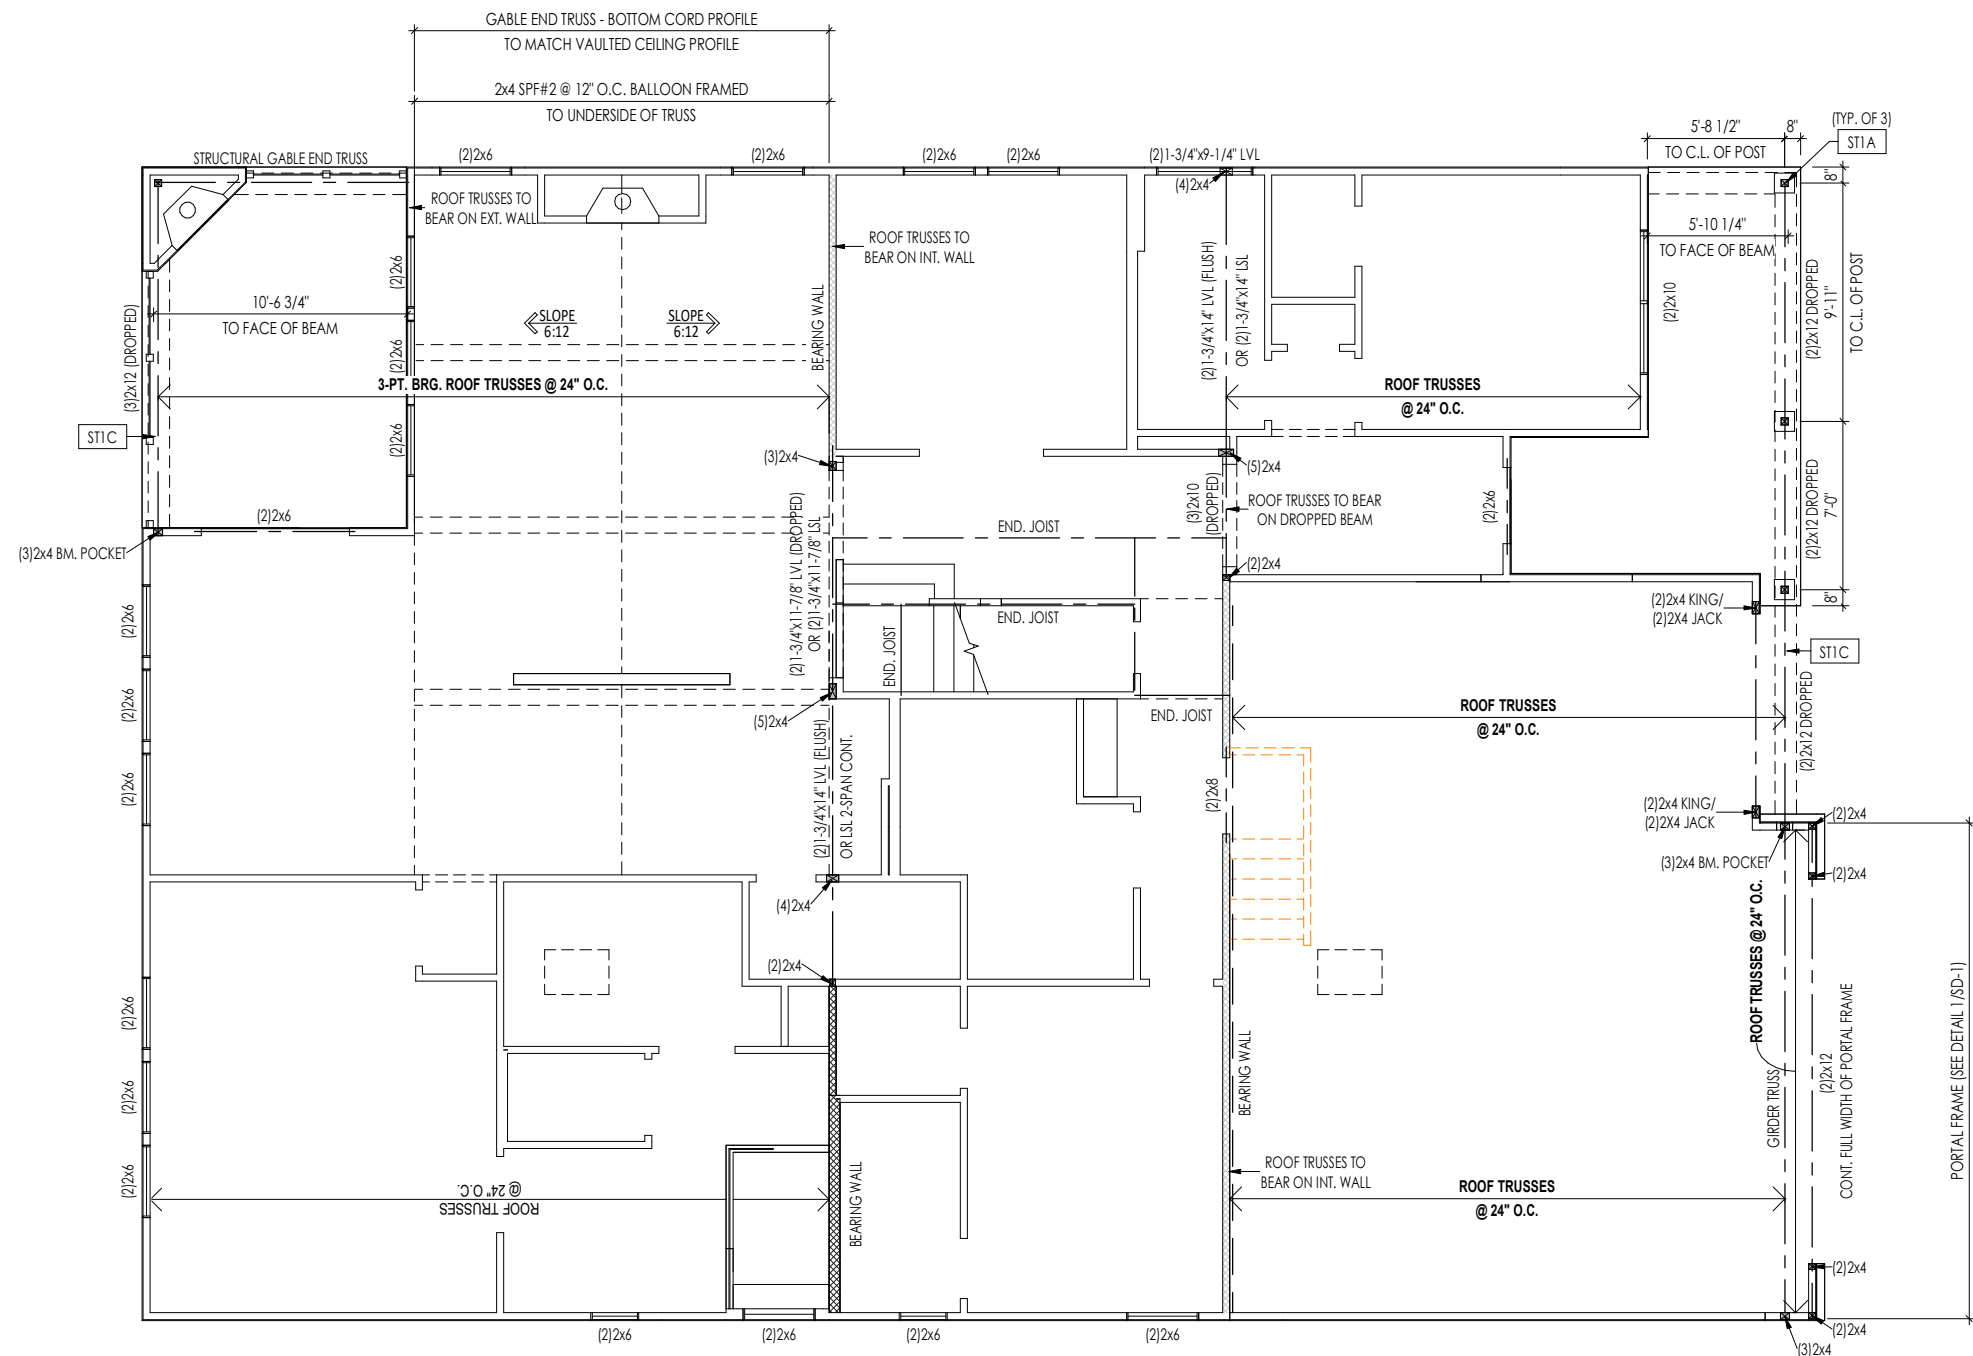 GABLE END TRUSS - BOTTOM CORD PROFILE
TO MATCH VAULTED CEILING PROFILE
2x4 SPF#2 @ 12" O.C. BALLOON FRAMED
TO UNDERSIDE OF TRUSS
STRUCTURAL GABLE END TRUSS
(2)2x6
(2)2x6
(2)2x6
(2)2x6
(2)1-3/4"x9-1/4" LVL
(4)2x4
5'-8 1/2"
TO C.L. OF POST
8"
(TYP. OF 3)
ST1A
8"
ROOF TRUSSES TO
BEAR ON EXT. WALL
ROOF TRUSSES TO
BEAR ON INT. WALL
5'-10 1/4"
TO FACE OF BEAM
(2)2x10
(2)2x12 DROPPED
9'-11"
TO C.L. OF POST
(2)2x6
(2)2x6
(2)2x6
10'-6 3/4"
TO FACE OF BEAM
(3)2x12 (DROPPED)
SLOPE
6:12
SLOPE
6:12
BEARING WALL
(2)1-3/4"x14" LVL (FLUSH)
OR (2)1-3/4"x14" LSL
3-PT. BRG. ROOF TRUSSES @ 24" O.C.
ROOF TRUSSES
@ 24" O.C.
ST1C
(3)2x4
(5)2x4
(3)2x10
(DROPPED)
ROOF TRUSSES TO BEAR
ON DROPPED BEAM
(2)2x6
(2)2x12 DROPPED
7'-0"
8"
(2)2x6
(3)2x4 BM. POCKET
END. JOIST
(2)1-3/4"x11-7/8" LVL (DROPPED)
OR (2)1-3/4"x11-7/8" LSL
(2)2x4
END. JOIST
END. JOIST
(2)2x4 KING/
(2)2X4 JACK
ST1C
(2)2x6
(2)2x6
(2)2x6
(5)2x4
END. JOIST
ROOF TRUSSES
@ 24" O.C.
(2)2x12 DROPPED
(2)1-3/4"x14" LVL (FLUSH)
OR LSL 2-SPAN CONT.
(2)2x8
(2)2x4 KING/
(2)2X4 JACK
(2)2x4
(3)2x4 BM. POCKET
(2)2x4
(4)2x4
(2)2x4
ROOF TRUSSES @ 24" O.C.
(2)2x6
(2)2x6
(2)2x6
BEARING WALL
GIRDER TRUSS
(2)2x12
CONT. FULL WIDTH OF PORTAL FRAME
PORTAL FRAME (SEE DETAIL 1/SD-1)
ROOF TRUSSES
@ 24" O.C.
BEARING WALL
ROOF TRUSSES TO
BEAR ON INT. WALL
ROOF TRUSSES
@ 24" O.C.
(2)2x4
(2)2x6
(2)2x6
(2)2x6
(2)2x6
(2)2x4
(3)2x4